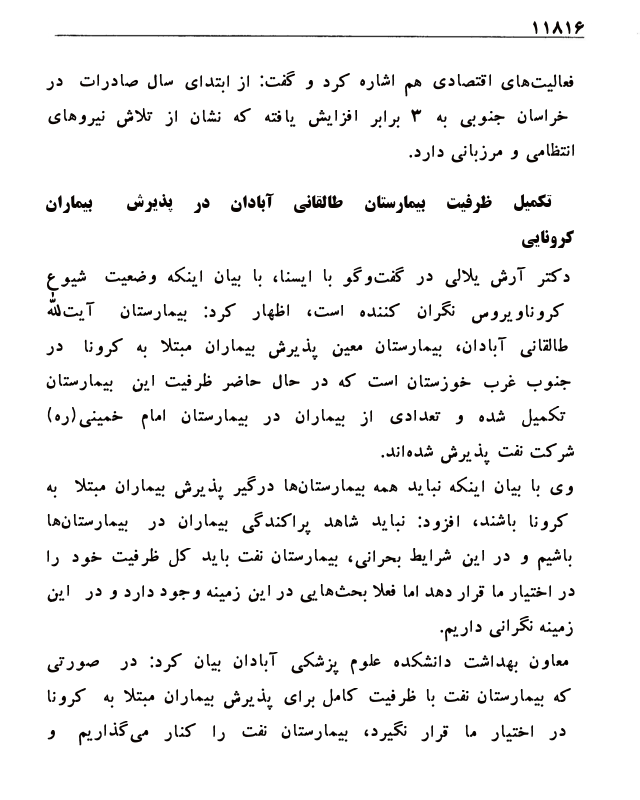 ۱۱۸۱۶
فعالیت‌های اقتصادی هم اشاره کرد و گفت: از ابتدای سال صادرات در
خراسان جنوبی به ۳ برابر افزایش یافته که نشان از تلاش نیروهای
انتظامی و مرزبانی دارد.
تکمیل ظرفیت بیمارستان طالقانی آبادان در پذیرش بیماران
کرونایی
دکتر آرش یلالی در گفت‌وگو با ایسنا، با بیان اینکه وضعیت شیوع
کروناویروس نگران کننده است، اظهار کرد: بیمارستان آیت‌الله
طالقانی آبادان، بیمارستان معین پذیرش بیماران مبتلا به کرونا در
جنوب غرب خوزستان است که در حال حاضر ظرفیت این بیمارستان
تکمیل شده و تعدادی از بیماران در بیمارستان امام خمینی(ره)
شرکت نفت پذیرش شده‌اند.
وی با بیان اینکه نباید همه بیمارستان‌ها درگیر پذیرش بیماران مبتلا به
کرونا باشند، افزود: نباید شاهد پراکندگی بیماران در بیمارستان‌ها
باشیم و در این شرایط بحرانی، بیمارستان نفت باید کل ظرفیت خود را
در اختیار ما قرار دهد اما فعلا بحث‌هایی در این زمینه وجود دارد و در این
زمینه نگرانی داریم.
معاون بهداشت دانشکده علوم پزشکی آبادان بیان کرد: در صورتی
که بیمارستان نفت با ظرفیت کامل برای پذیرش بیماران مبتلا به کرونا
در اختیار ما قرار نگیرد، بیمارستان نفت را کنار می‌گذاریم و